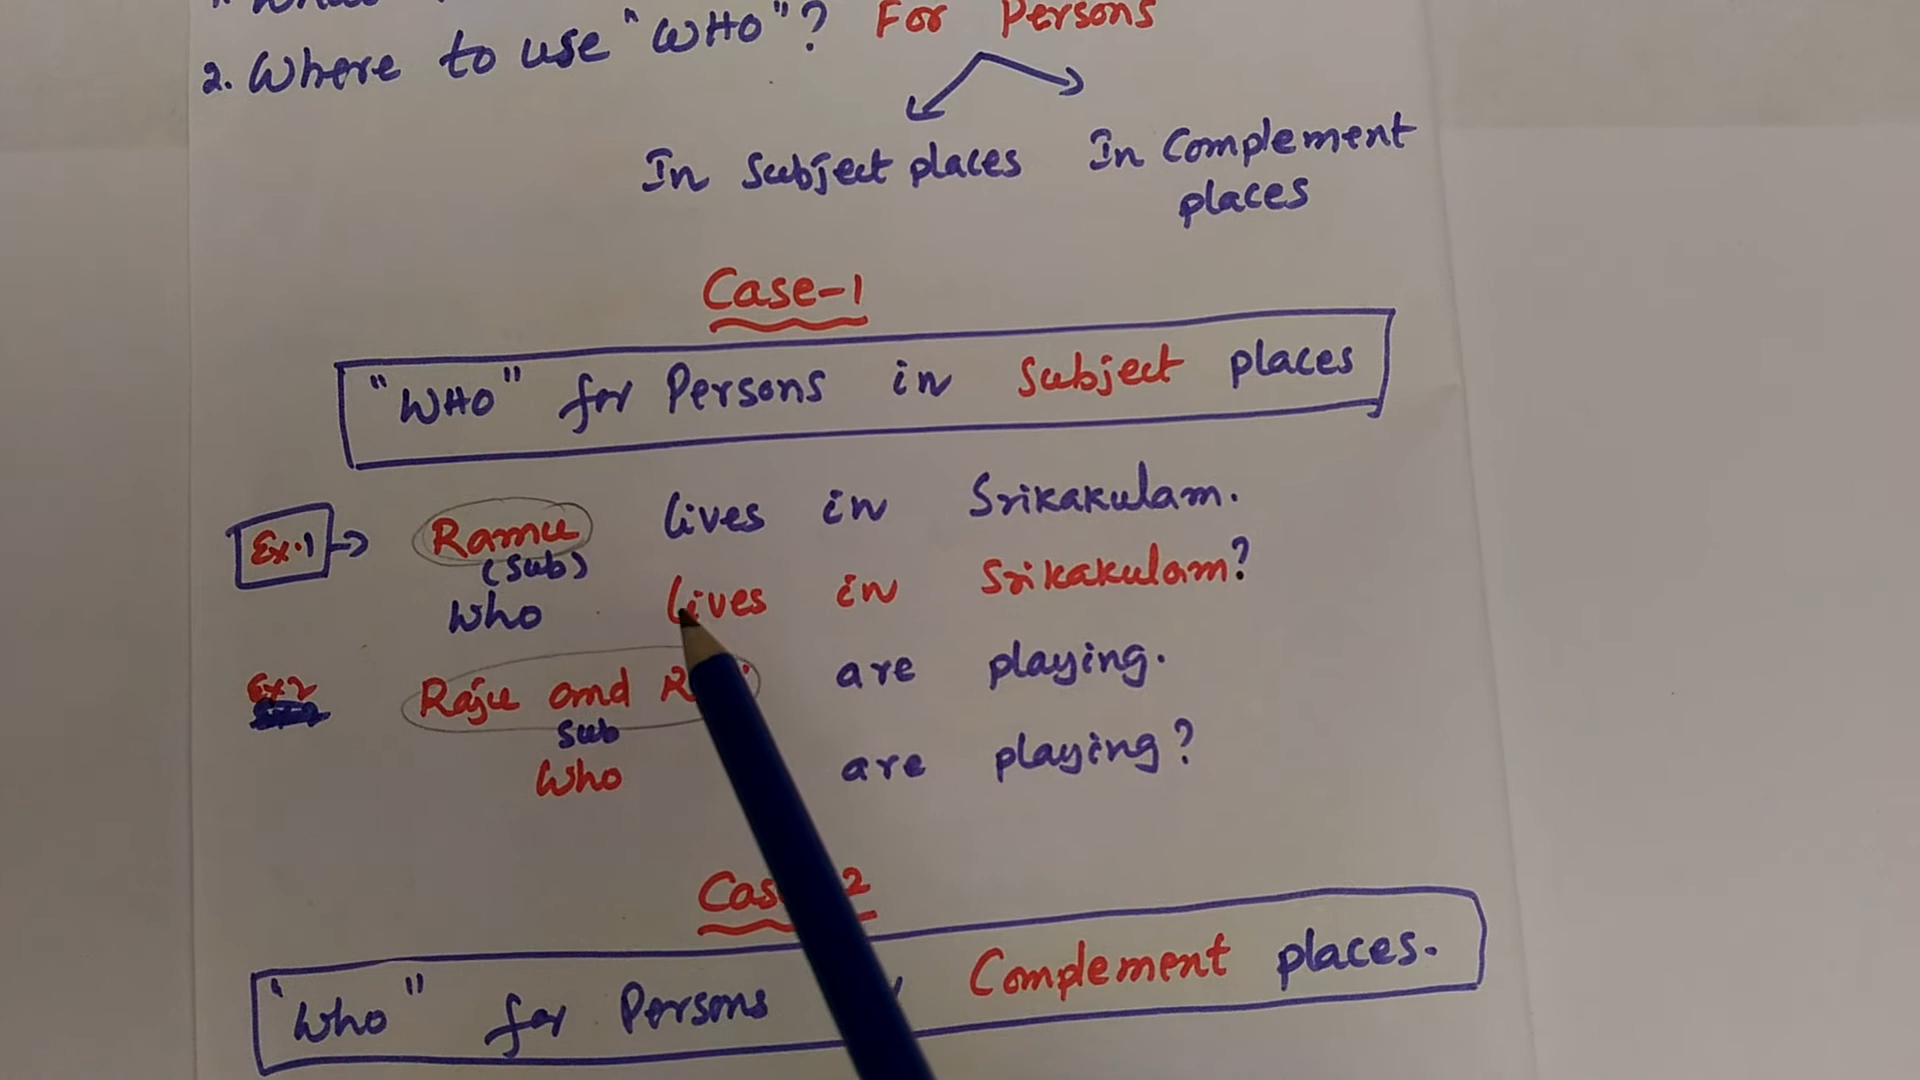 2. Where to use "WHO"? For Persons
In Subject places
In Complement places
Case-1
"WHO" for Persons in Subject places
Ex.1 → Ramu lives in Srikakulam.
(Sub)
Who lives in Srikakulam?
Ex2 Raju and are playing.
Sub
Who are playing?
"Who" for Persons Complement places.